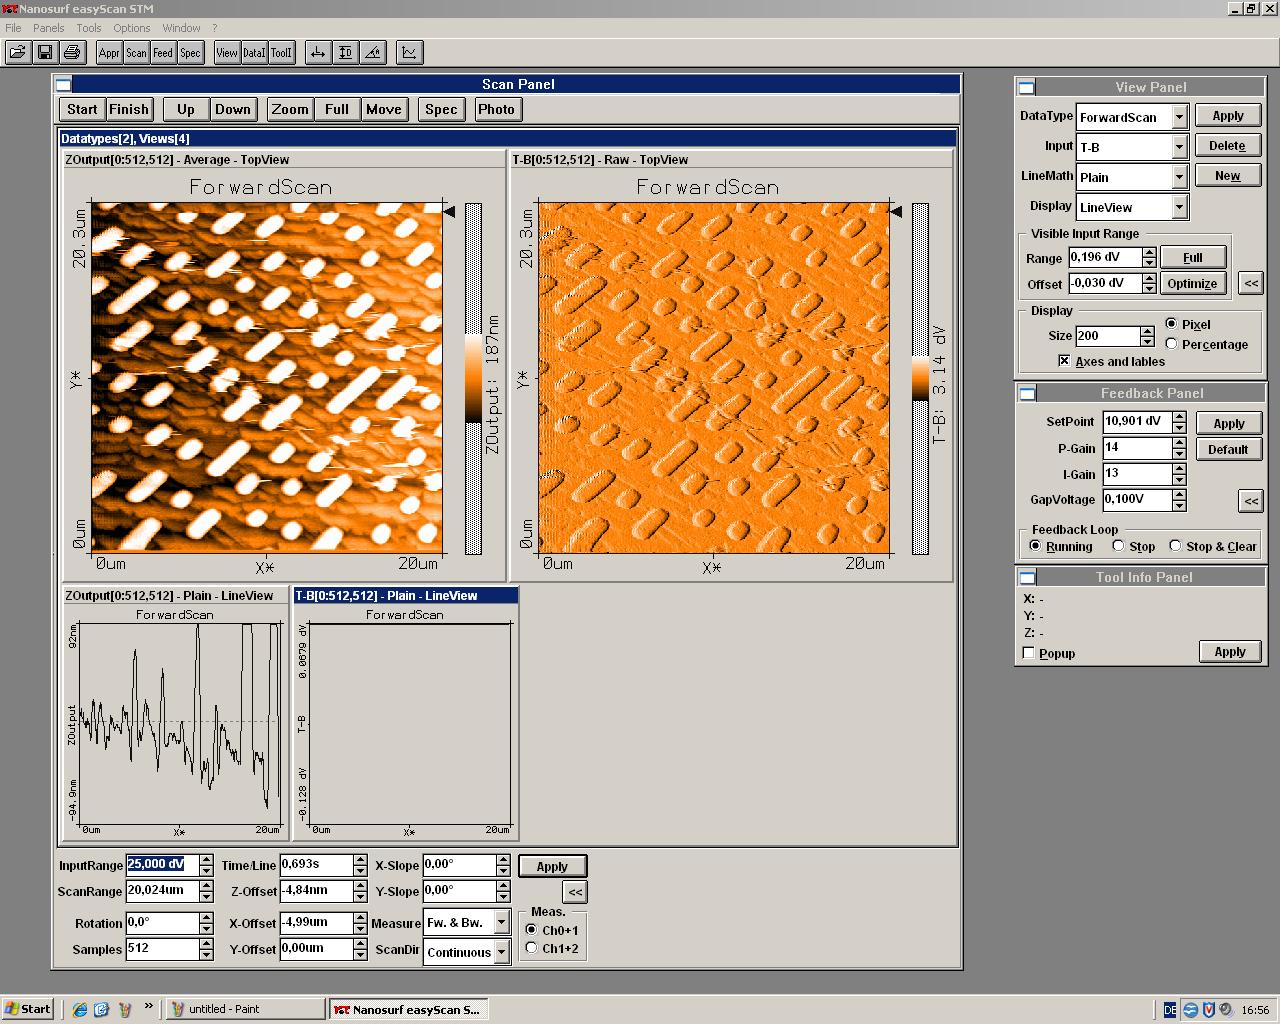 Nanosurf easyScan STM
File Panels Tools Options Window ?
Appr Scan Feed Spec View DataI ToolI
Scan Panel
Start Finish Up Down Zoom Full Move Spec Photo
Datatypes[2], Views[4]
ZOutput[0:512,512] - Average - TopView
ForwardScan
20.3um
Y*
0um
0um X* 20um
ZOutput: 187nm
T-B[0:512,512] - Raw - TopView
ForwardScan
20.3um
Y*
0um
0um X* 20um
T-B: 3.14 dV
ZOutput[0:512,512] - Plain - LineView
ForwardScan
92nm
ZOutput
-94.9nm
0um X* 20um
T-B[0:512,512] - Plain - LineView
ForwardScan
0.0679 dV
T-B
-0.128 dV
0um X* 20um
InputRange 25,000 dV Time/Line 0,693s X-Slope 0,00° Apply
ScanRange 20,024um Z-Offset -4,84nm Y-Slope 0,00° <<
Rotation 0,0° X-Offset -4,99um Measure Fw. & Bw.
Samples 512 Y-Offset 0,00um ScanDir Continuous
Meas.
Ch0+1
Ch1+2
View Panel
DataType ForwardScan Apply
Input T-B Delete
LineMath Plain New
Display LineView
Visible Input Range
Range 0,196 dV Full
Offset -0,030 dV Optimize <<
Display
Size 200 Pixel
Percentage
Axes and lables
Feedback Panel
SetPoint 10,901 dV Apply
P-Gain 14 Default
I-Gain 13
GapVoltage 0,100V <<
Feedback Loop
Running Stop Stop & Clear
Tool Info Panel
X: -
Y: -
Z: -
Popup Apply
Start » untitled - Paint Nanosurf easyScan S... DE 16:56